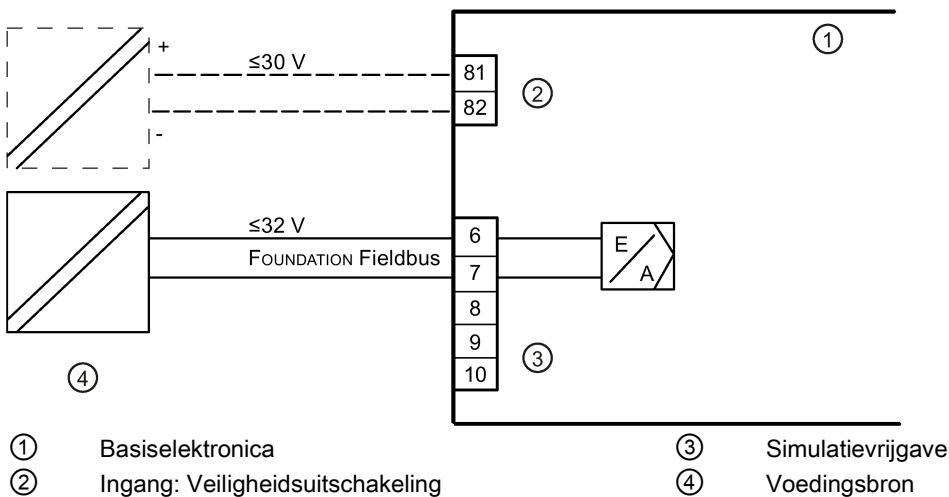 ①
+
≤30 V
81
②
82
-
≤32 V
6
E
FOUNDATION Fieldbus
7
A
8
9
③
④
10
① Basiselektronica ③ Simulatievrijgave
② Ingang: Veiligheidsuitschakeling ④ Voedingsbron